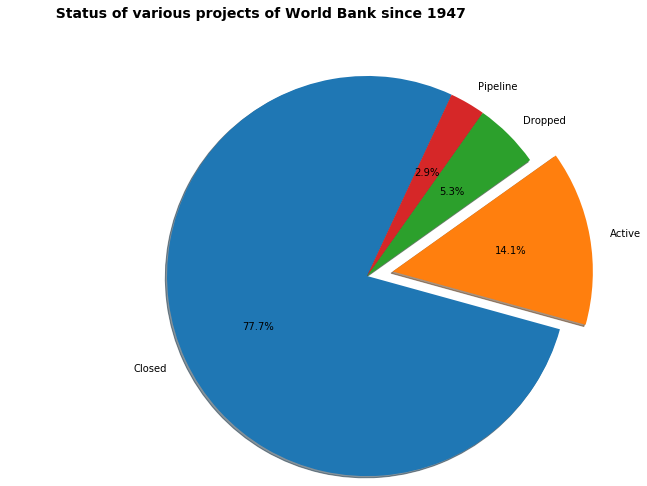 Status of various projects of World Bank since 1947
Pipeline
Dropped
2.9%
5.3%
Active
14.1%
77.7%
Closed